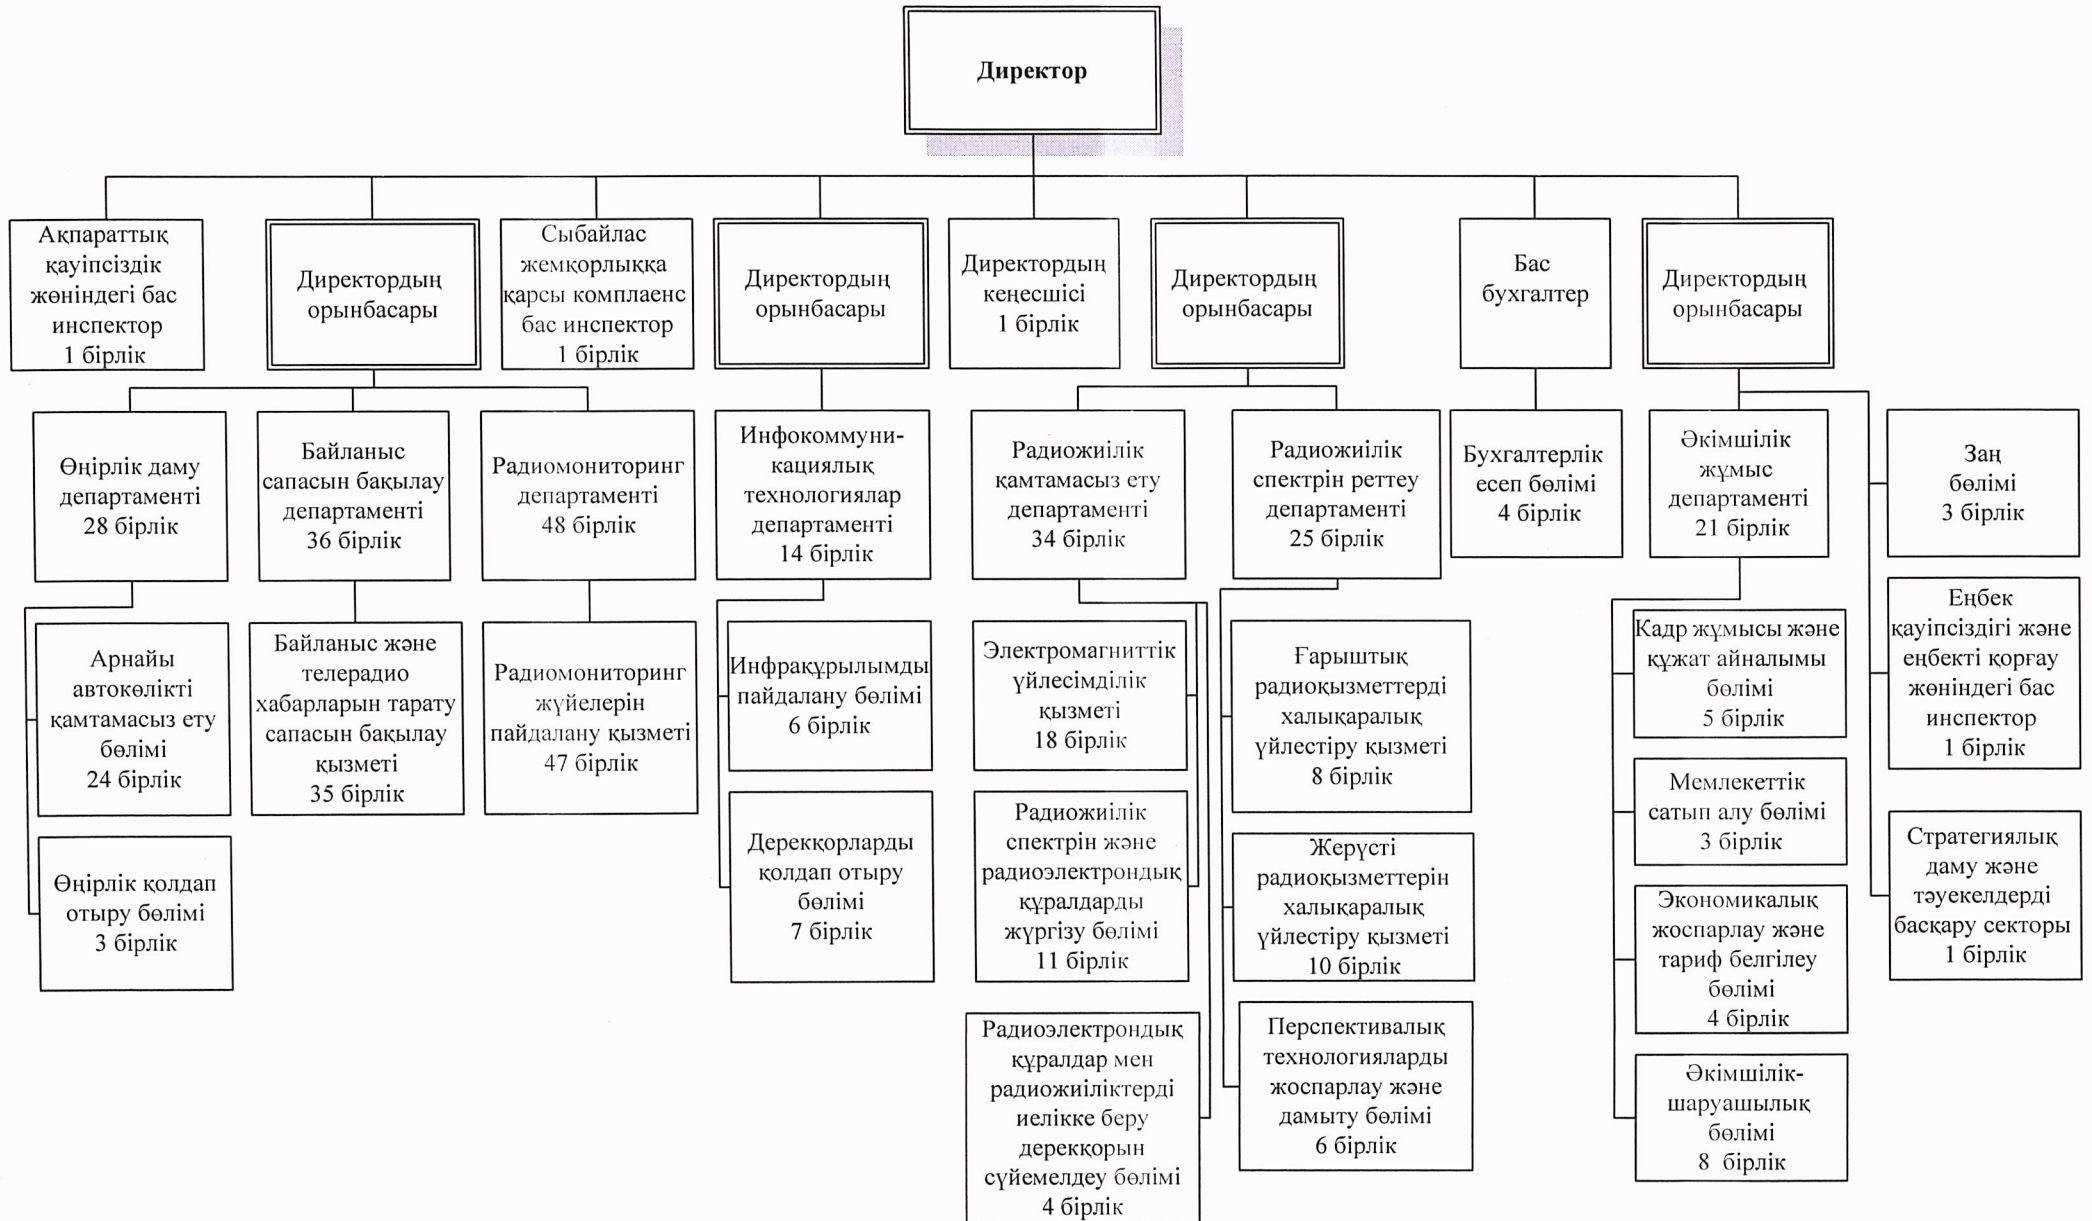 Директор
Ақпараттық
қауіпсіздік
жөніндегі бас
инспектор
1 бірлік
Директордың
орынбасары
Сыбайлас
жемқорлыққа
қарсы комплаенс
бас инспектор
1 бірлік
Директордың
орынбасары
Директордың
кеңесшісі
1 бірлік
Директордың
орынбасары
Бас
бухгалтер
Директордың
орынбасары
Өңірлік даму
департаменті
28 бірлік
Байланыс
сапасын бақылау
департаменті
36 бірлік
Радиомониторинг
департаменті
48 бірлік
Инфокоммуни-
кациялық
технологиялар
департаменті
14 бірлік
Радиожиілік
қамтамасыз ету
департаменті
34 бірлік
Радиожиілік
спектрін реттеу
департаменті
25 бірлік
Бухгалтерлік
есеп бөлімі
4 бірлік
Әкімшілік
жұмыс
департаменті
21 бірлік
Заң
бөлімі
3 бірлік
Арнайы
автокөлікті
қамтамасыз ету
бөлімі
24 бірлік
Байланыс және
телерадио
хабарларын тарату
сапасын бақылау
қызметі
35 бірлік
Радиомониторинг
жүйелерін
пайдалану қызметі
47 бірлік
Инфрақұрылымды
пайдалану бөлімі
6 бірлік
Электромагниттік
үйлесімділік
қызметі
18 бірлік
Ғарыштық
радиоқызметтерді
халықаралық
үйлестіру қызметі
8 бірлік
Кадр жұмысы және
құжат айналымы
бөлімі
5 бірлік
Еңбек
қауіпсіздігі және
еңбекті қорғау
жөніндегі бас
инспектор
1 бірлік
Өңірлік қолдап
отыру бөлімі
3 бірлік
Дерекқорларды
қолдап отыру
бөлімі
7 бірлік
Радиожиілік
спектрін және
радиоэлектрондық
құралдарды
жүргізу бөлімі
11 бірлік
Жерүсті
радиоқызметтерін
халықаралық
үйлестіру қызметі
10 бірлік
Мемлекеттік
сатып алу бөлімі
3 бірлік
Стратегиялық
даму және
тәуекелдерді
басқару секторы
1 бірлік
Экономикалық
жоспарлау және
тариф белгілеу
бөлімі
4 бірлік
Радиоэлектрондық
құралдар мен
радиожиіліктерді
иелікке беру
дерекқорын
сүйемелдеу бөлімі
4 бірлік
Перспективалық
технологияларды
жоспарлау және
дамыту бөлімі
6 бірлік
Әкімшілік-
шаруашылық
бөлімі
8 бірлік